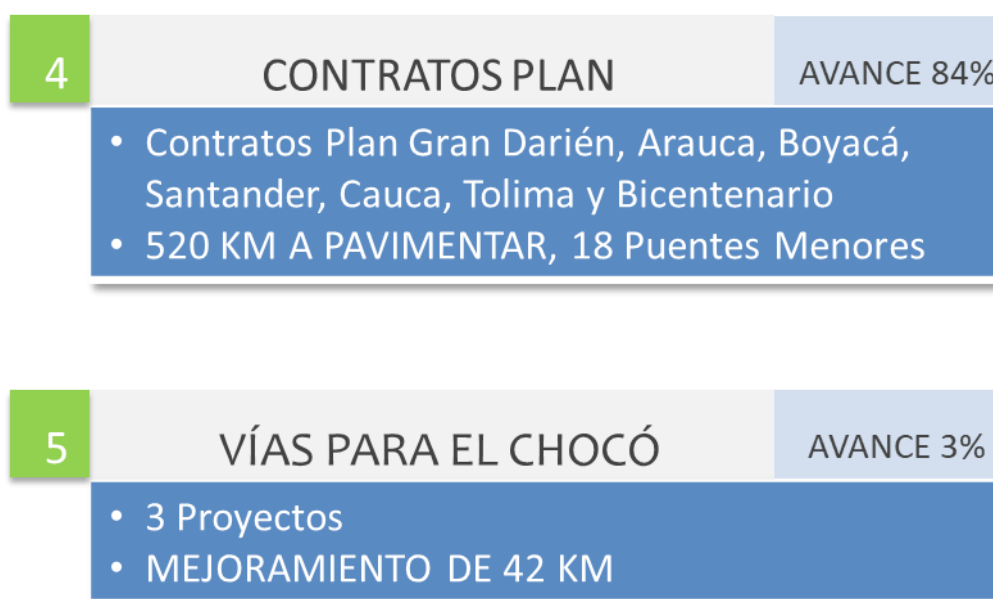 4
CONTRATOS PLAN
AVANCE 84%
• Contratos Plan Gran Darién, Arauca, Boyacá,
Santander, Cauca, Tolima y Bicentenario
• 520 KM A PAVIMENTAR, 18 Puentes Menores
5
VÍAS PARA EL CHOCÓ
AVANCE 3%
• 3 Proyectos
• MEJORAMIENTO DE 42 KM